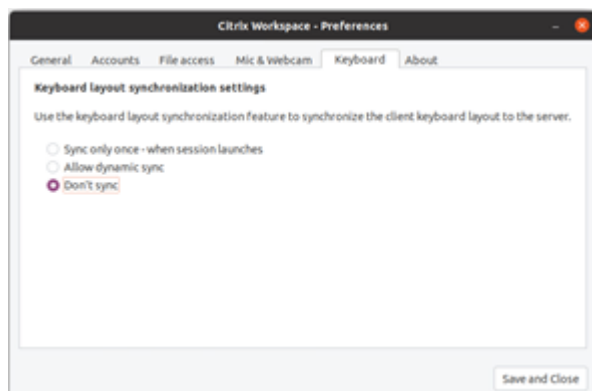 Citrix Workspace - Preferences
General Accounts File access Mic & Webcam Keyboard About
Keyboard layout synchronization settings
Use the keyboard layout synchronization feature to synchronize the client keyboard layout to the server.
Sync only once - when session launches
Allow dynamic sync
Don't sync
Save and Close